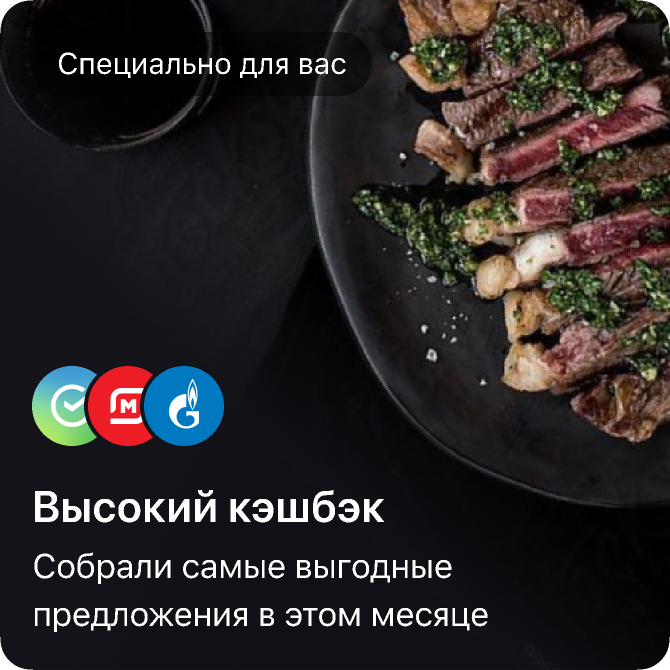 Специально для вас
М
Высокий кэшбэк
Собрали самые выгодные
предложения в этом месяце